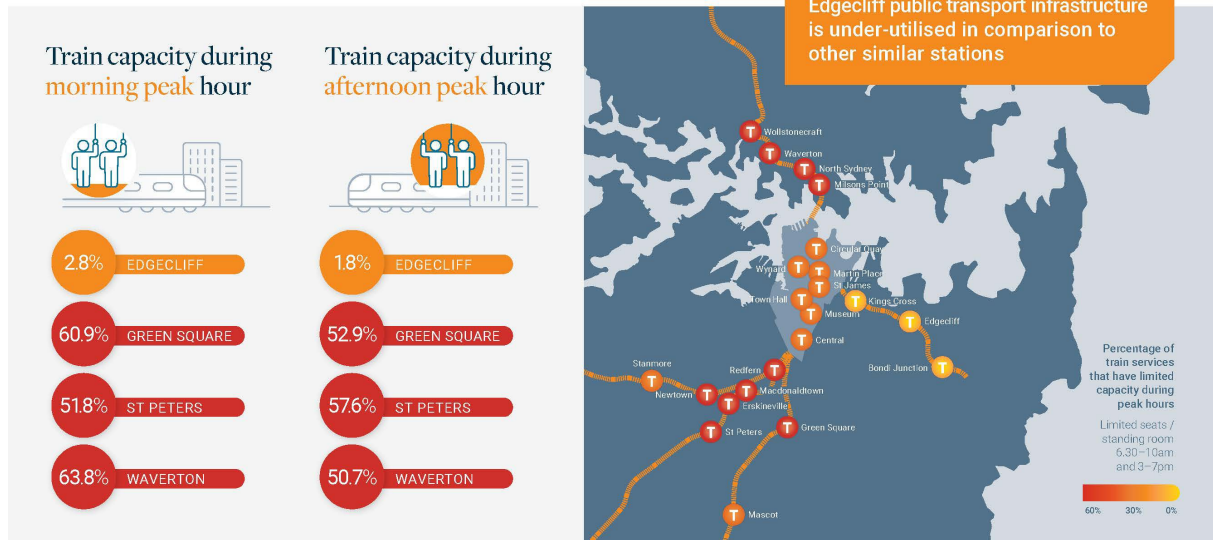 Train capacity during
morning peak hour
2.8% EDGECLIFF
60.9% GREEN SQUARE
51.8% ST PETERS
63.8% WAVERTON
Train capacity during
afternoon peak hour
1.8% EDGECLIFF
52.9% GREEN SQUARE
57.6% ST PETERS
50.7% WAVERTON
Edgecliff public transport infrastructure
is under-utilised in comparison to
other similar stations
T Wollstonecraft
T Waverton
T North Sydney
T Milsons Point
T Circular Quay
Wynard T
T Martin Place
T St James
Town Hall T
T Kings Cross
T Museum
T Edgecliff
T Central
Bondi Junction T
Stanmore
T
Redfern T
Newtown T
T Macdonaldtown
T Erskineville
T St Peters
T Green Square
T Mascot
Percentage of
train services
that have limited
capacity during
peak hours
Limited seats /
standing room
6.30–10am
and 3–7pm
60% 30% 0%